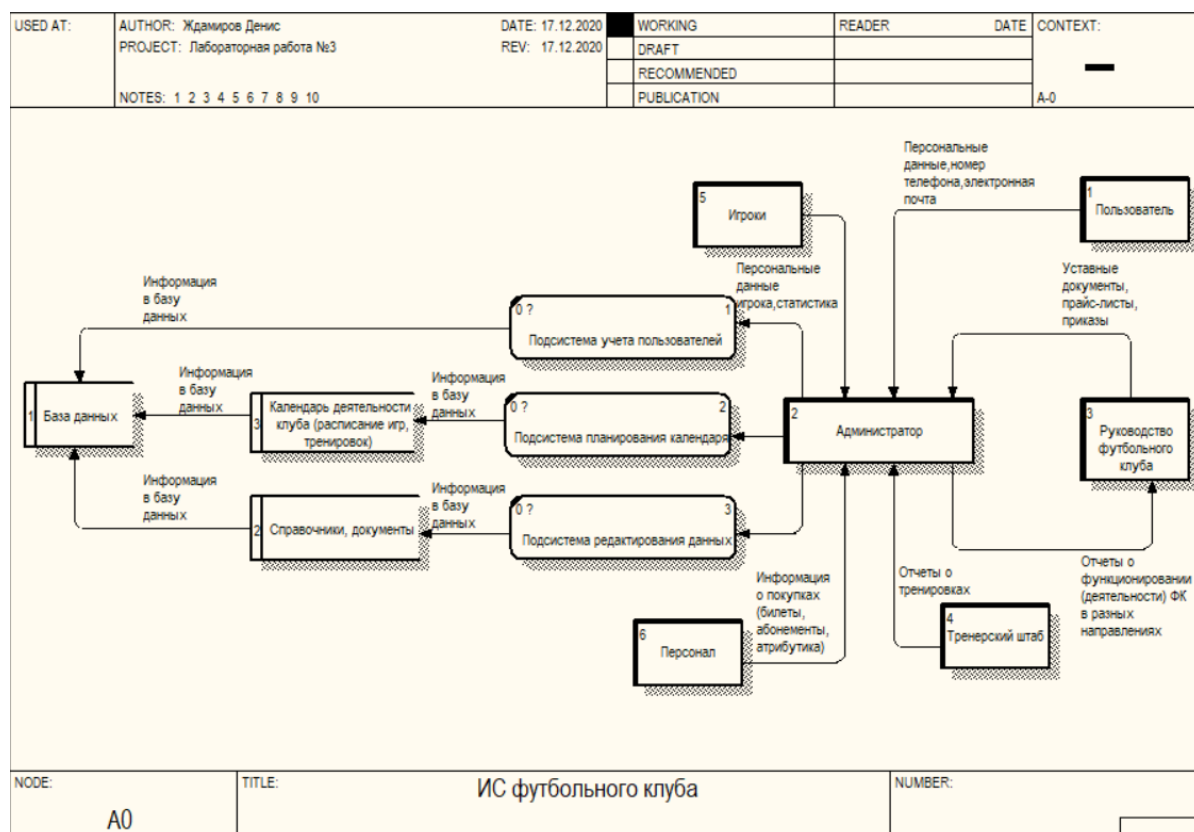 USED AT:
AUTHOR: Ждамиров Денис
DATE: 17.12.2020
PROJECT: Лабораторная работа №3
REV: 17.12.2020
NOTES: 1 2 3 4 5 6 7 8 9 10
WORKING
DRAFT
RECOMMENDED
PUBLICATION
READER
DATE
CONTEXT:
A-0
Персональные
данные,номер
телефона,электронная
почта
1
Пользователь
5
Игроки
Персональные
данные
игрока,статистика
Уставные
документы,
прайс-листы,
приказы
Информация
в базу
данных
0 ?
1
Подсистема учета пользователей
Информация
в базу
данных
Информация
в базу
данных
1
База данных
3
Календарь деятельности
клуба (расписание игр,
тренировок)
0 ?
2
Подсистема планирования календаря
2
Администратор
3
Руководство
футбольного
клуба
Информация
в базу
данных
Информация
в базу
данных
2
Справочники, документы
0 ?
3
Подсистема редактирования данных
Информация
о покупках
(билеты,
абонементы,
атрибутика)
Отчеты о
тренировках
Отчеты о
функционировании
(деятельности) ФК
в разных
направлениях
6
Персонал
4
Тренерский штаб
NODE:
A0
TITLE:
ИС футбольного клуба
NUMBER: